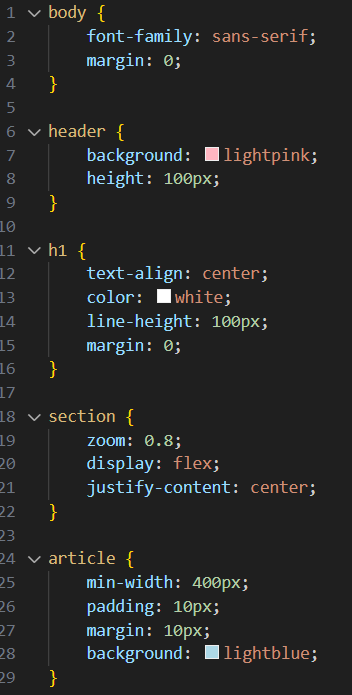 1 body {
2 font-family: sans-serif;
3 margin: 0;
4 }
5
6 header {
7 background: lightpink;
8 height: 100px;
9 }
10
11 h1 {
12 text-align: center;
13 color: white;
14 line-height: 100px;
15 margin: 0;
16 }
17
18 section {
19 zoom: 0.8;
20 display: flex;
21 justify-content: center;
22 }
23
24 article {
25 min-width: 400px;
26 padding: 10px;
27 margin: 10px;
28 background: lightblue;
29 }